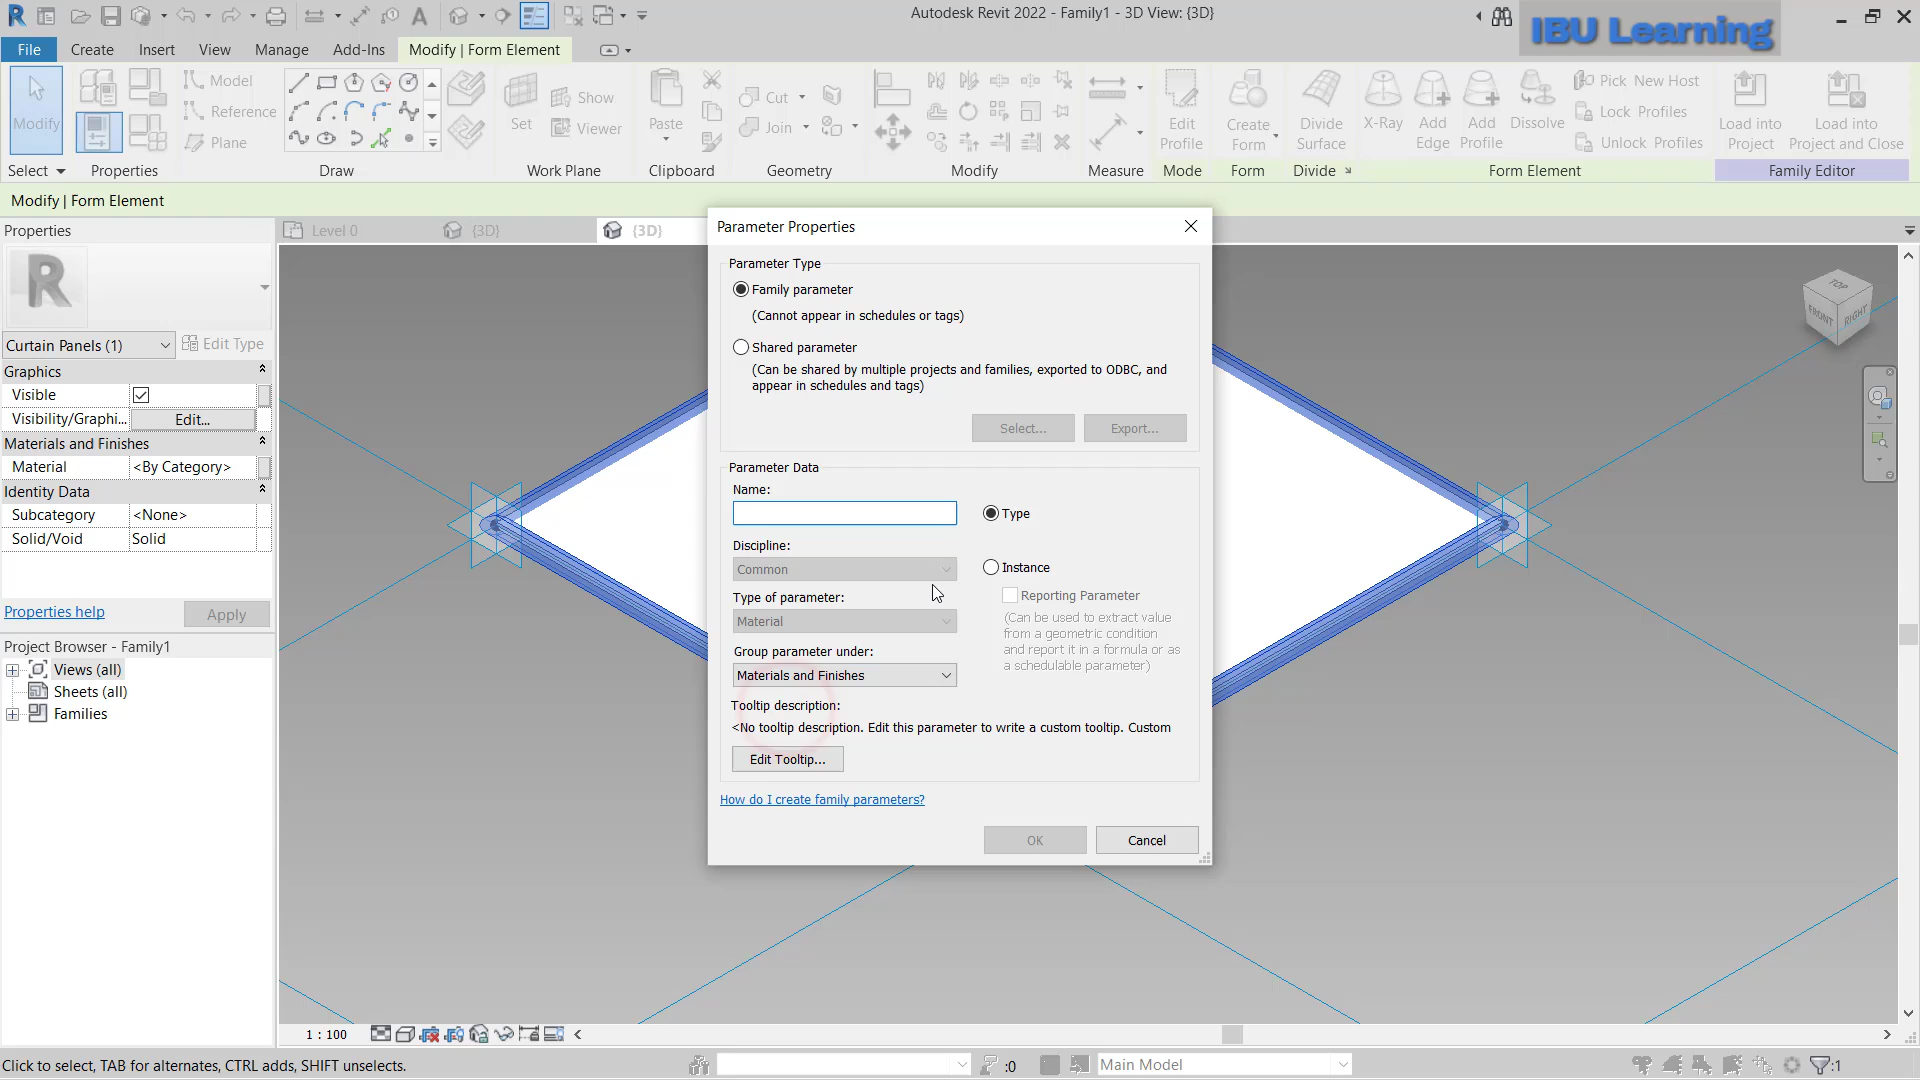 Autodesk Revit 2022 - Family1 - 3D View: {3D}
IBU Learning
File Create Insert View Manage Add-Ins Modify | Form Element
Modify
Model
Reference
Plane
Set
Show
Viewer
Paste
Cut
Join
Edit Profile
Create Form
Divide Surface
X-Ray
Add Edge
Add Profile
Dissolve
Pick New Host
Lock Profiles
Unlock Profiles
Load into Project
Load into Project and Close
Select Properties Draw Work Plane Clipboard Geometry Modify Measure Mode Form Divide Form Element Family Editor
Modify | Form Element
Properties
Level 0 {3D} {3D}
R
Curtain Panels (1) Edit Type
Graphics
Visible
Visibility/Graphi... Edit...
Materials and Finishes
Material <By Category>
Identity Data
Subcategory <None>
Solid/Void Solid
Properties help Apply
Project Browser - Family1
Views (all)
Sheets (all)
Families
Parameter Properties
Parameter Type
Family parameter
(Cannot appear in schedules or tags)
Shared parameter
(Can be shared by multiple projects and families, exported to ODBC, and
appear in schedules and tags)
Select... Export...
Parameter Data
Name:
Type
Discipline:
Common
Instance
Type of parameter:
Reporting Parameter
Material
(Can be used to extract value
from a geometric condition
and report it in a formula or as
a schedulable parameter)
Group parameter under:
Materials and Finishes
Tooltip description:
<No tooltip description. Edit this parameter to write a custom tooltip. Custom
Edit Tooltip...
How do I create family parameters?
OK Cancel
TOP
FRONT RIGHT
1 : 100
Click to select, TAB for alternates, CTRL adds, SHIFT unselects.
:0
Main Model
:1